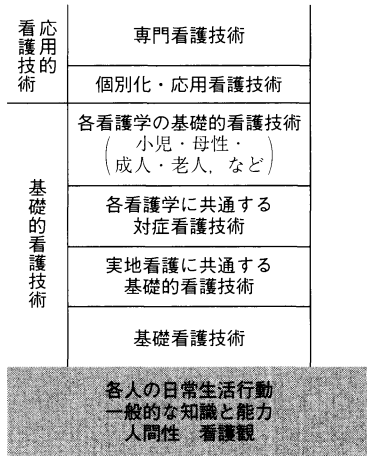 応用的
看護技術
専門看護技術
個別化・応用看護技術
基礎的看護技術
各看護学の基礎的看護技術
(小児・母性・
成人・老人，など)
各看護学に共通する
対症看護技術
実地看護に共通する
基礎的看護技術
基礎看護技術
各人の日常生活行動
一般的な知識と能力
人間性　看護観